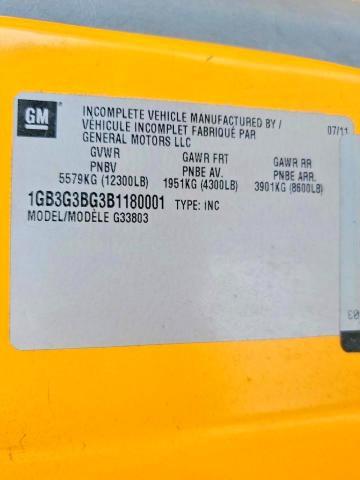 GM
INCOMPLETE VEHICLE MANUFACTURED BY /
VÉHICULE INCOMPLET FABRIQUÉ PAR
GENERAL MOTORS LLC
07/11
GVWR GAWR FRT GAWR RR
PNBV PNBE AV. PNBE ARR.
5579KG (12300LB) 1951KG (4300LB) 3901KG (8600LB)
1GB3G3BG3B1180001 TYPE: INC
MODEL/MODÈLE G33803